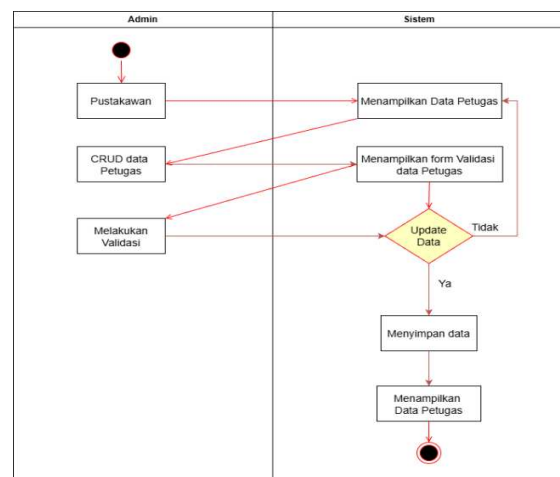 Admin
Sistem
Pustakawan
Menampilkan Data Petugas
CRUD data
Petugas
Menampilkan form Validasi
data Petugas
Melakukan
Validasi
Update
Data
Tidak
Ya
Menyimpan data
Menampilkan
Data Petugas